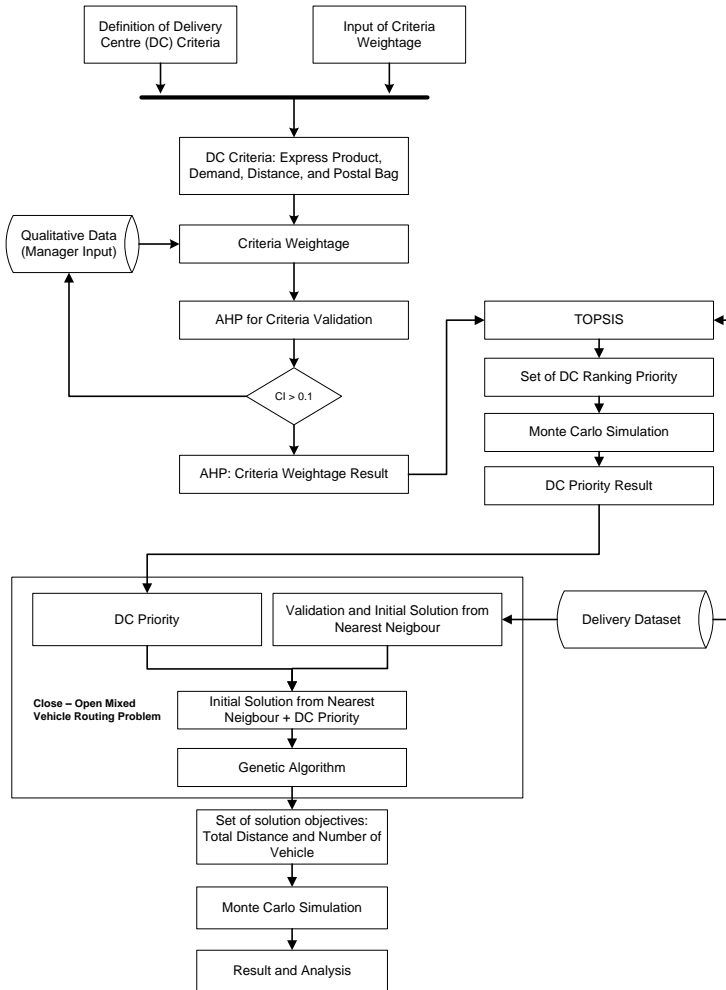 Definition of Delivery
Centre (DC) Criteria
Input of Criteria
Weightage
DC Criteria: Express Product,
Demand, Distance, and Postal Bag
Qualitative Data
(Manager Input)
Criteria Weightage
AHP for Criteria Validation
CI > 0.1
AHP: Criteria Weightage Result
TOPSIS
Set of DC Ranking Priority
Monte Carlo Simulation
DC Priority Result
DC Priority
Validation and Initial Solution from
Nearest Neigbour
Delivery Dataset
Close – Open Mixed
Vehicle Routing Problem
Initial Solution from Nearest
Neigbour + DC Priority
Genetic Algorithm
Set of solution objectives:
Total Distance and Number of
Vehicle
Monte Carlo Simulation
Result and Analysis